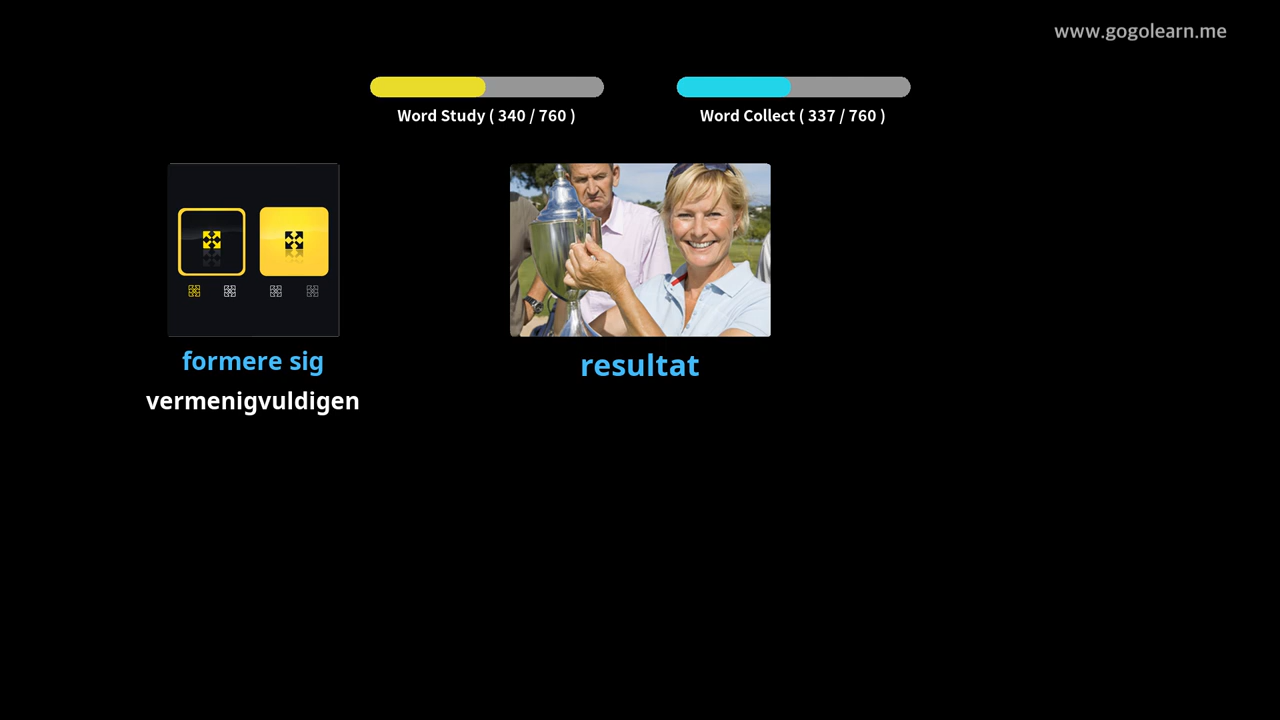 www.gogolearn.me
Word Study ( 340 / 760 )
Word Collect ( 337 / 760 )
formere sig
vermenigvuldigen
resultat